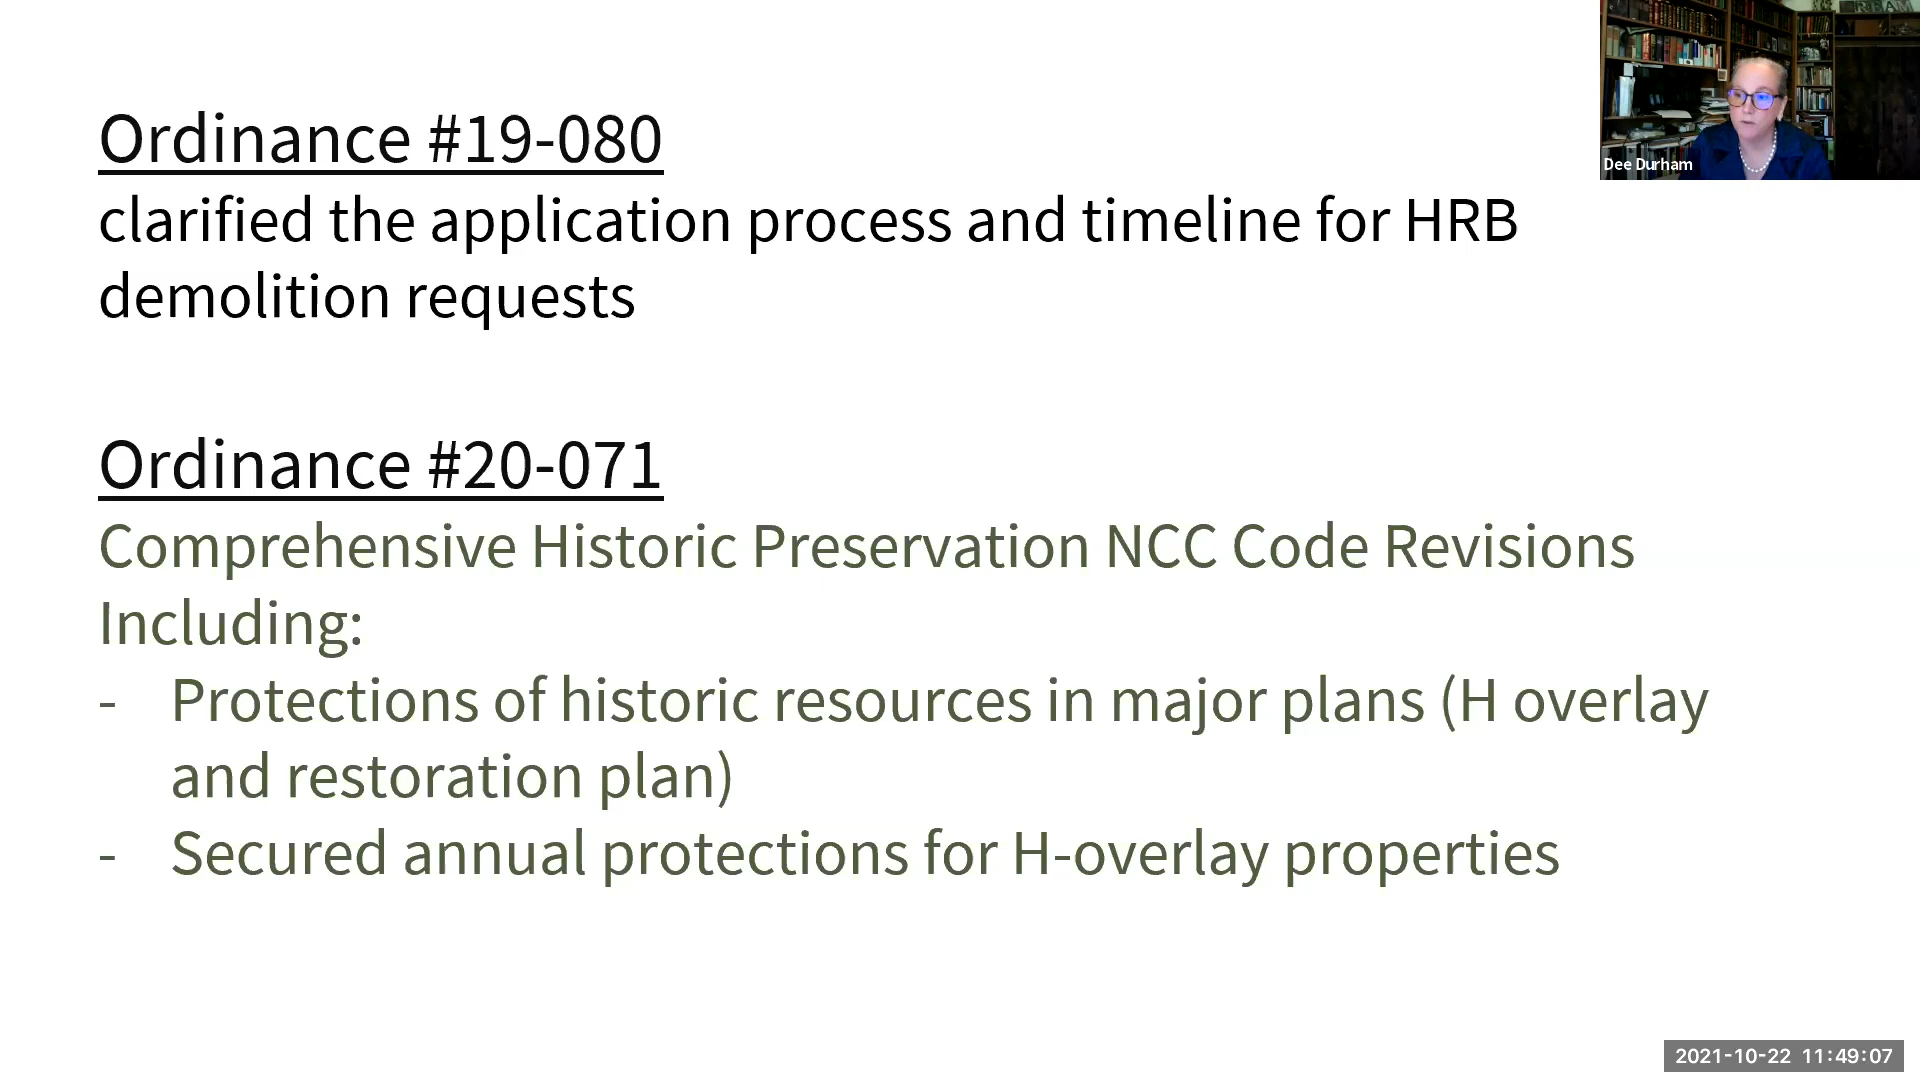 Ordinance #19-080
clarified the application process and timeline for HRB
demolition requests
Ordinance #20-071
Comprehensive Historic Preservation NCC Code Revisions
Including:
- Protections of historic resources in major plans (H overlay
and restoration plan)
- Secured annual protections for H-overlay properties
Dee Durham
2021-10-22 11:49:07